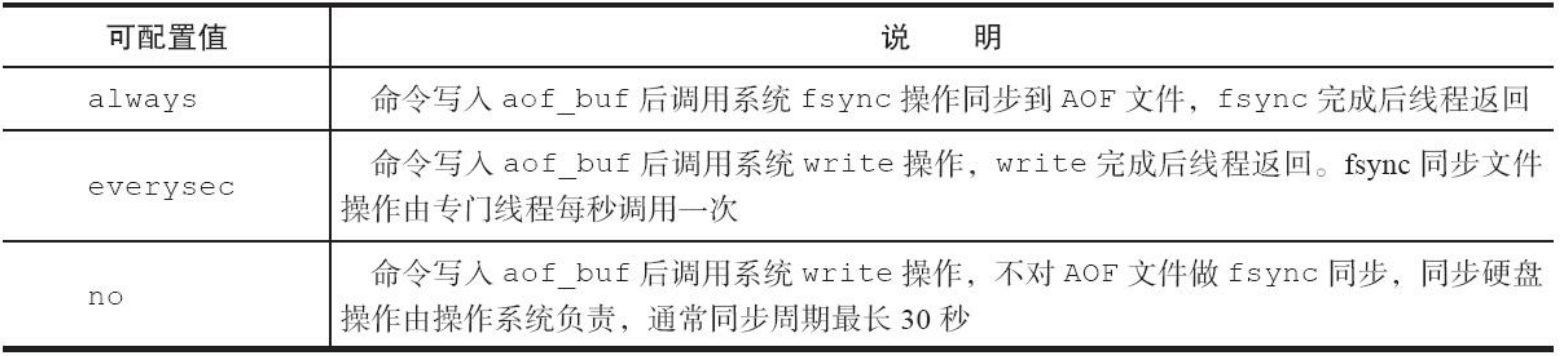 可配置值 说 明
always 命令写入 aof_buf 后调用系统 fsync 操作同步到 AOF 文件，fsync 完成后线程返回
everysec 命令写入 aof_buf 后调用系统 write 操作，write 完成后线程返回。fsync 同步文件
操作由专门线程每秒调用一次
no 命令写入 aof_buf 后调用系统 write 操作，不对 AOF 文件做 fsync 同步，同步硬盘
操作由操作系统负责，通常同步周期最长 30 秒